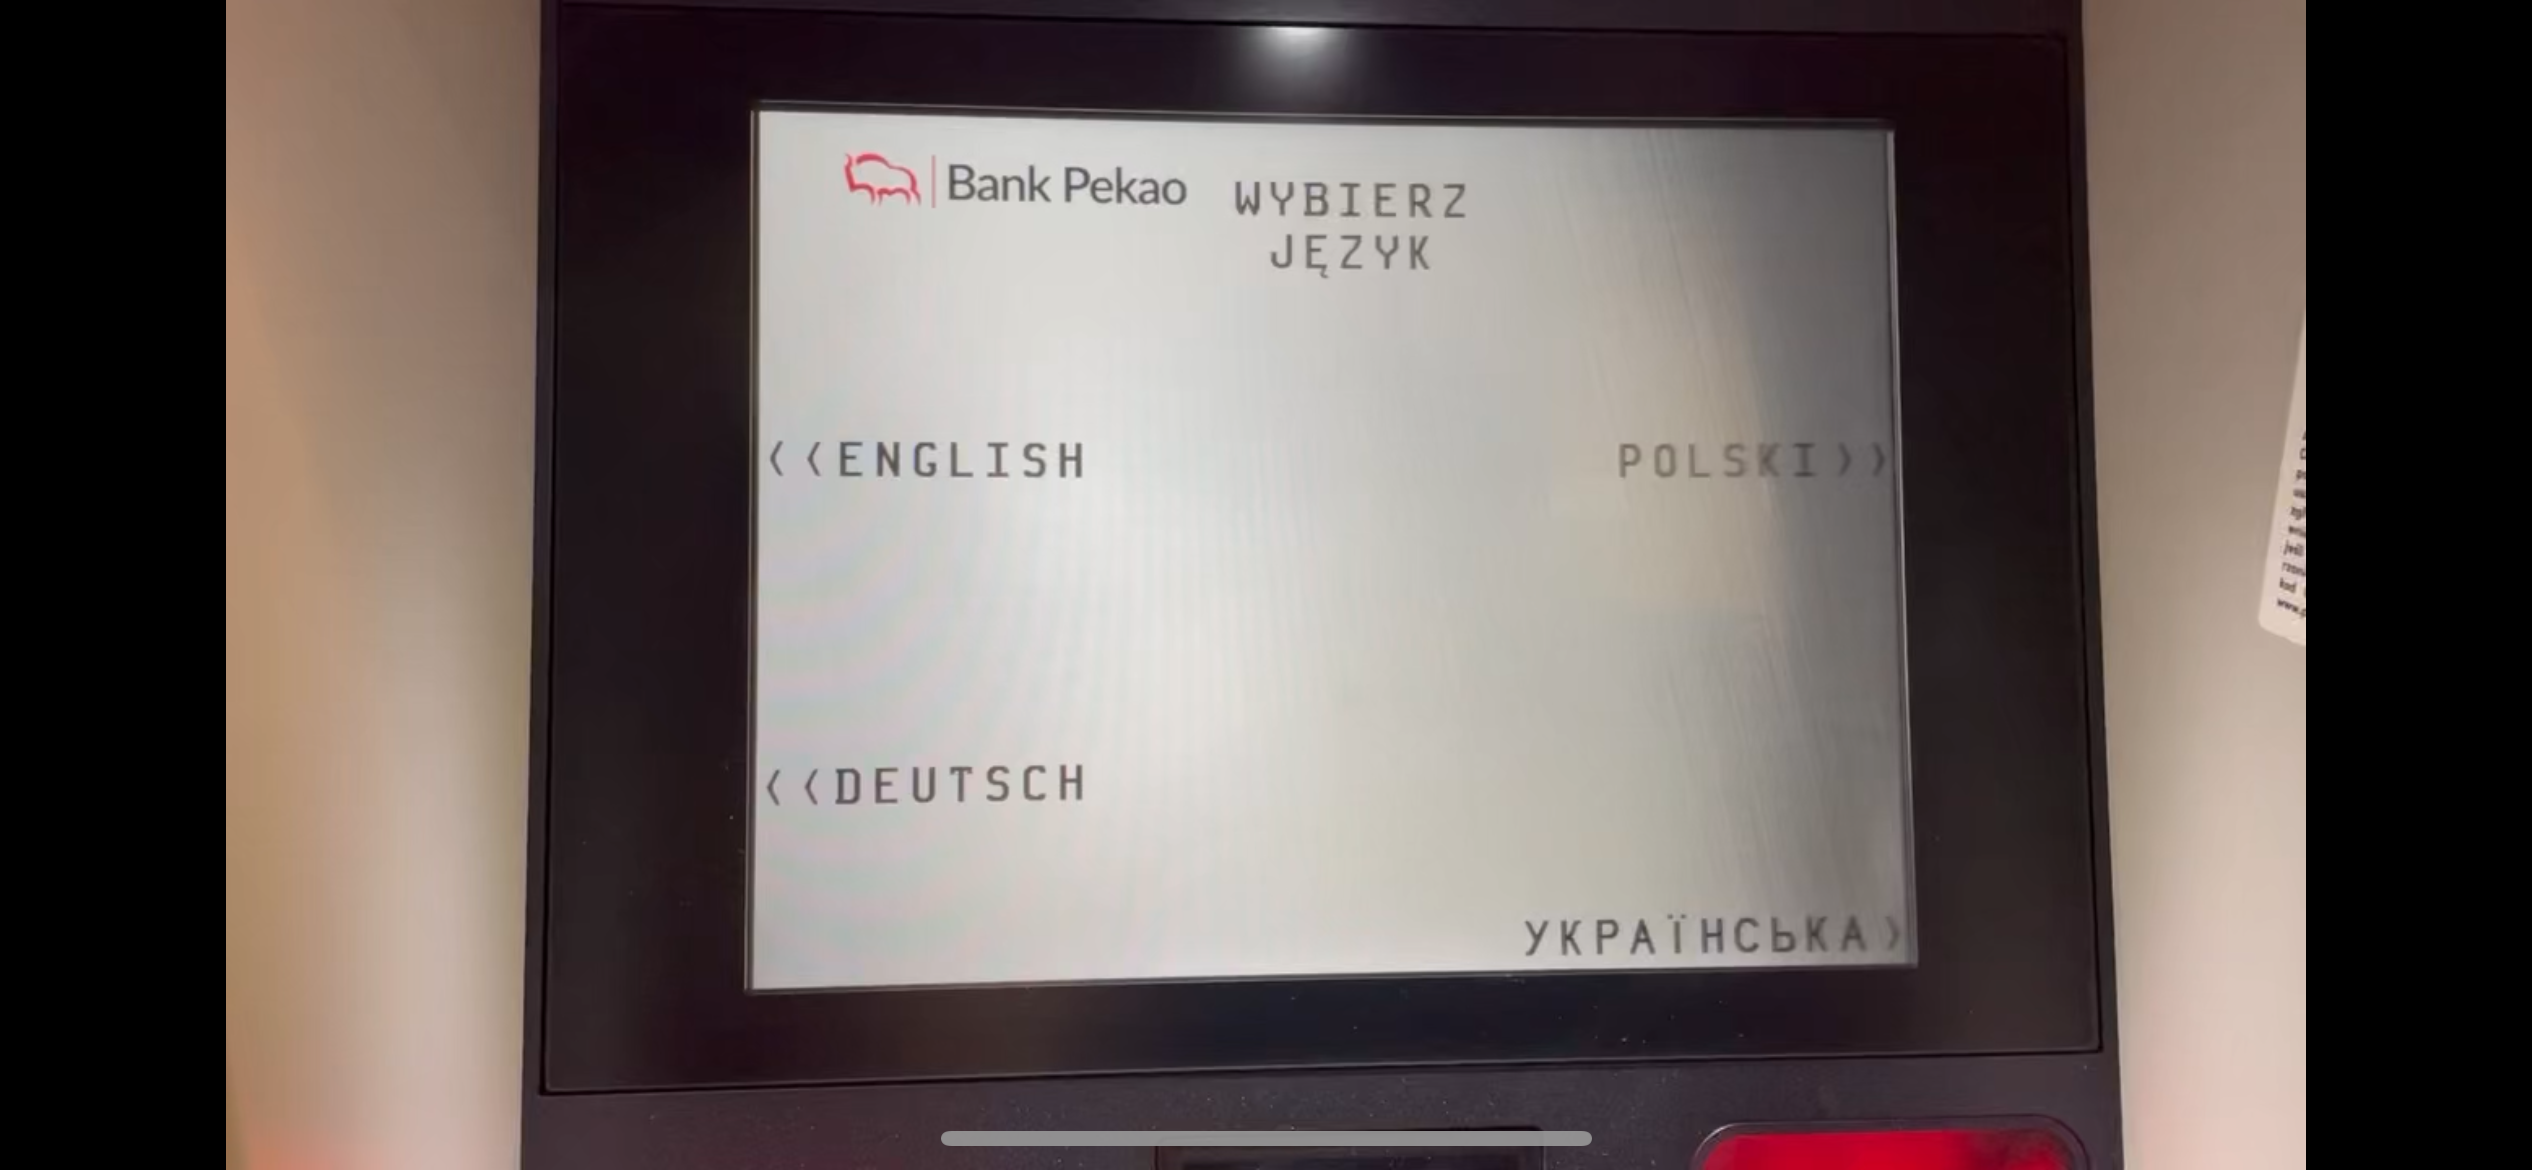 Bank Pekao
WYBIERZ
JĘZYK
<<ENGLISH
POLSKI>>
<<DEUTSCH
УКРАЇНСЬКА>